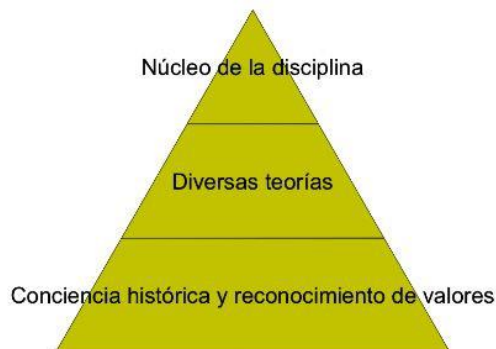 Núcleo de la disciplina
Diversas teorías
Conciencia histórica y reconocimiento de valores